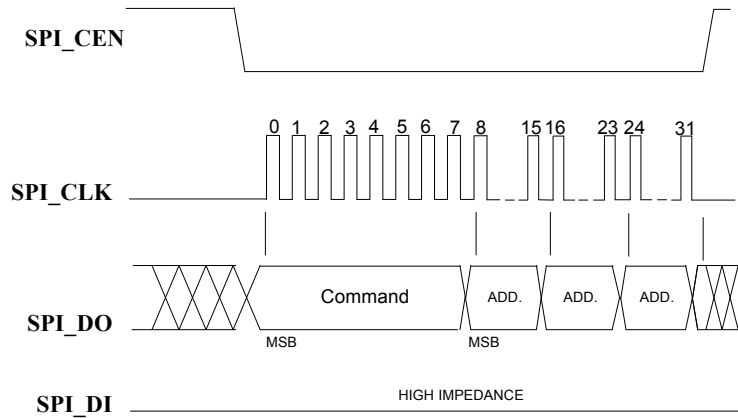 SPI_CEN
0 1 2 3 4 5 6 7 8 15 16 23 24 31
SPI_CLK
Command ADD. ADD. ADD.
SPI_DO
MSB MSB
HIGH IMPEDANCE
SPI_DI